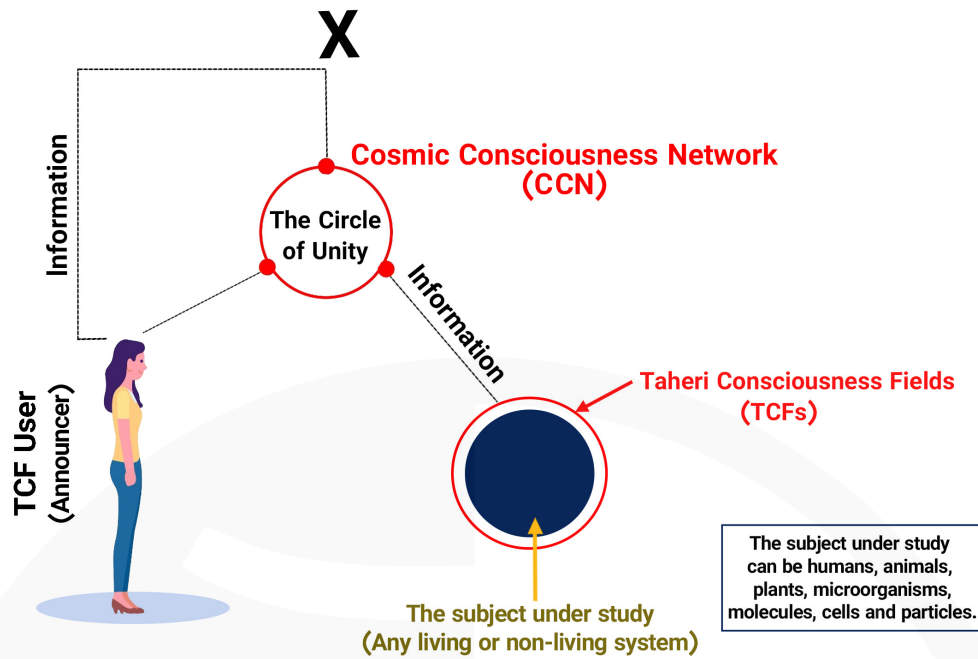 X
Cosmic Consciousness Network
(CCN)
The Circle
of Unity
Information
Information
TCF User
(Announcer)
Taheri Consciousness Fields
(TCFs)
The subject under study
(Any living or non-living system)
The subject under study
can be humans, animals,
plants, microorganisms,
molecules, cells and particles.